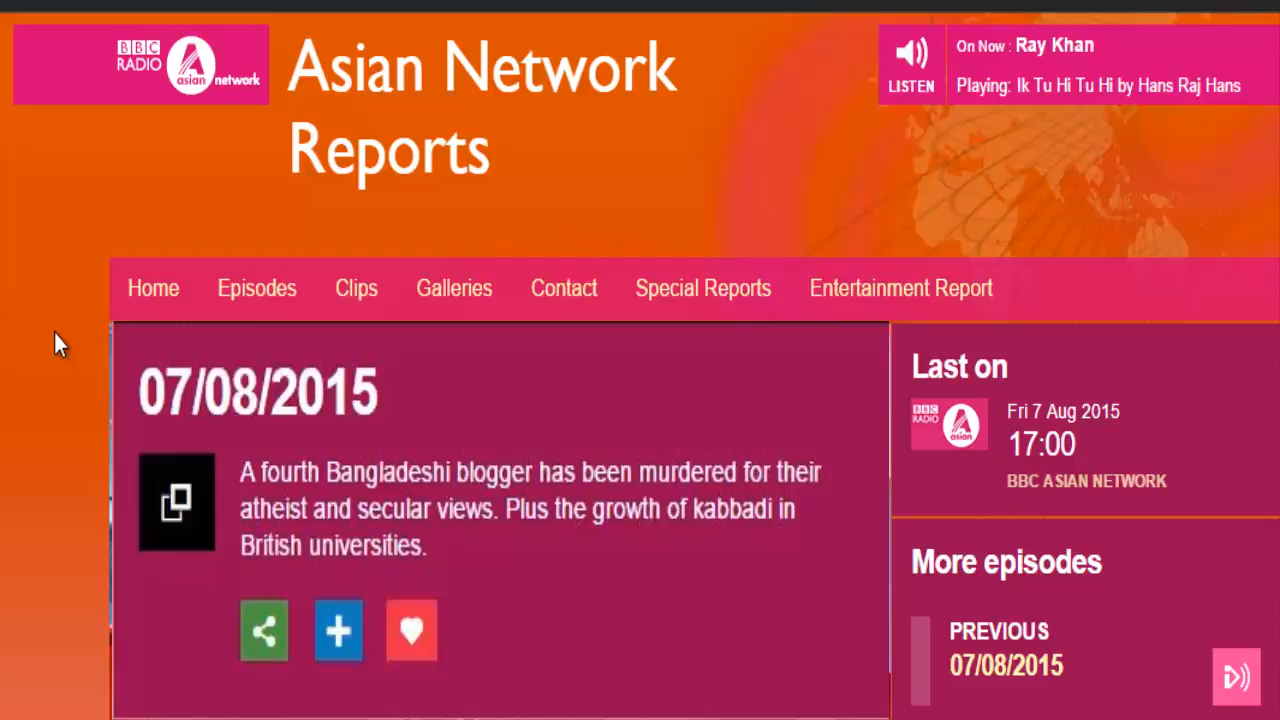 BBC
RADIO
asian network
Asian Network
Reports
LISTEN
On Now : Ray Khan
Playing: Ik Tu Hi Tu Hi by Hans Raj Hans
Home Episodes Clips Galleries Contact Special Reports Entertainment Report
07/08/2015
A fourth Bangladeshi blogger has been murdered for their
atheist and secular views. Plus the growth of kabbadi in
British universities.
Last on
BBC
RADIO
asian
Fri 7 Aug 2015
17:00
BBC ASIAN NETWORK
More episodes
PREVIOUS
07/08/2015